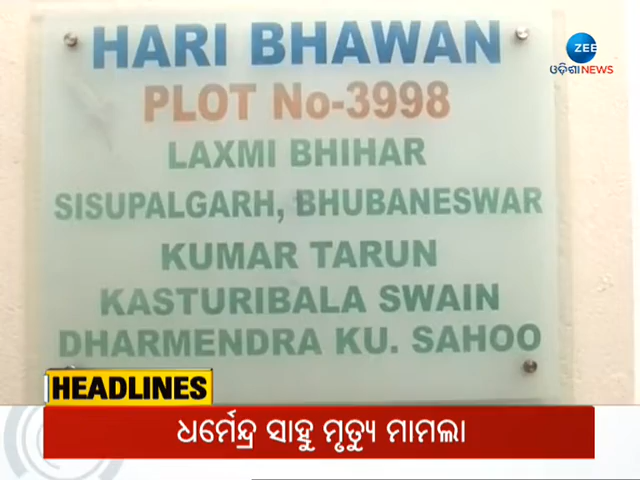 HARI BHAWAN
PLOT No-3998
LAXMI BHIHAR
SISUPALGARH, BHUBANESWAR
KUMAR TARUN
KASTURIBALA SWAIN
DHARMENDRA KU. SAHOO
ZEE
ଓଡ଼ିଶା NEWS
HEADLINES
ଧର୍ମେନ୍ଦ୍ର ସାହୁ ମୃତ୍ୟୁ ମାମଲା